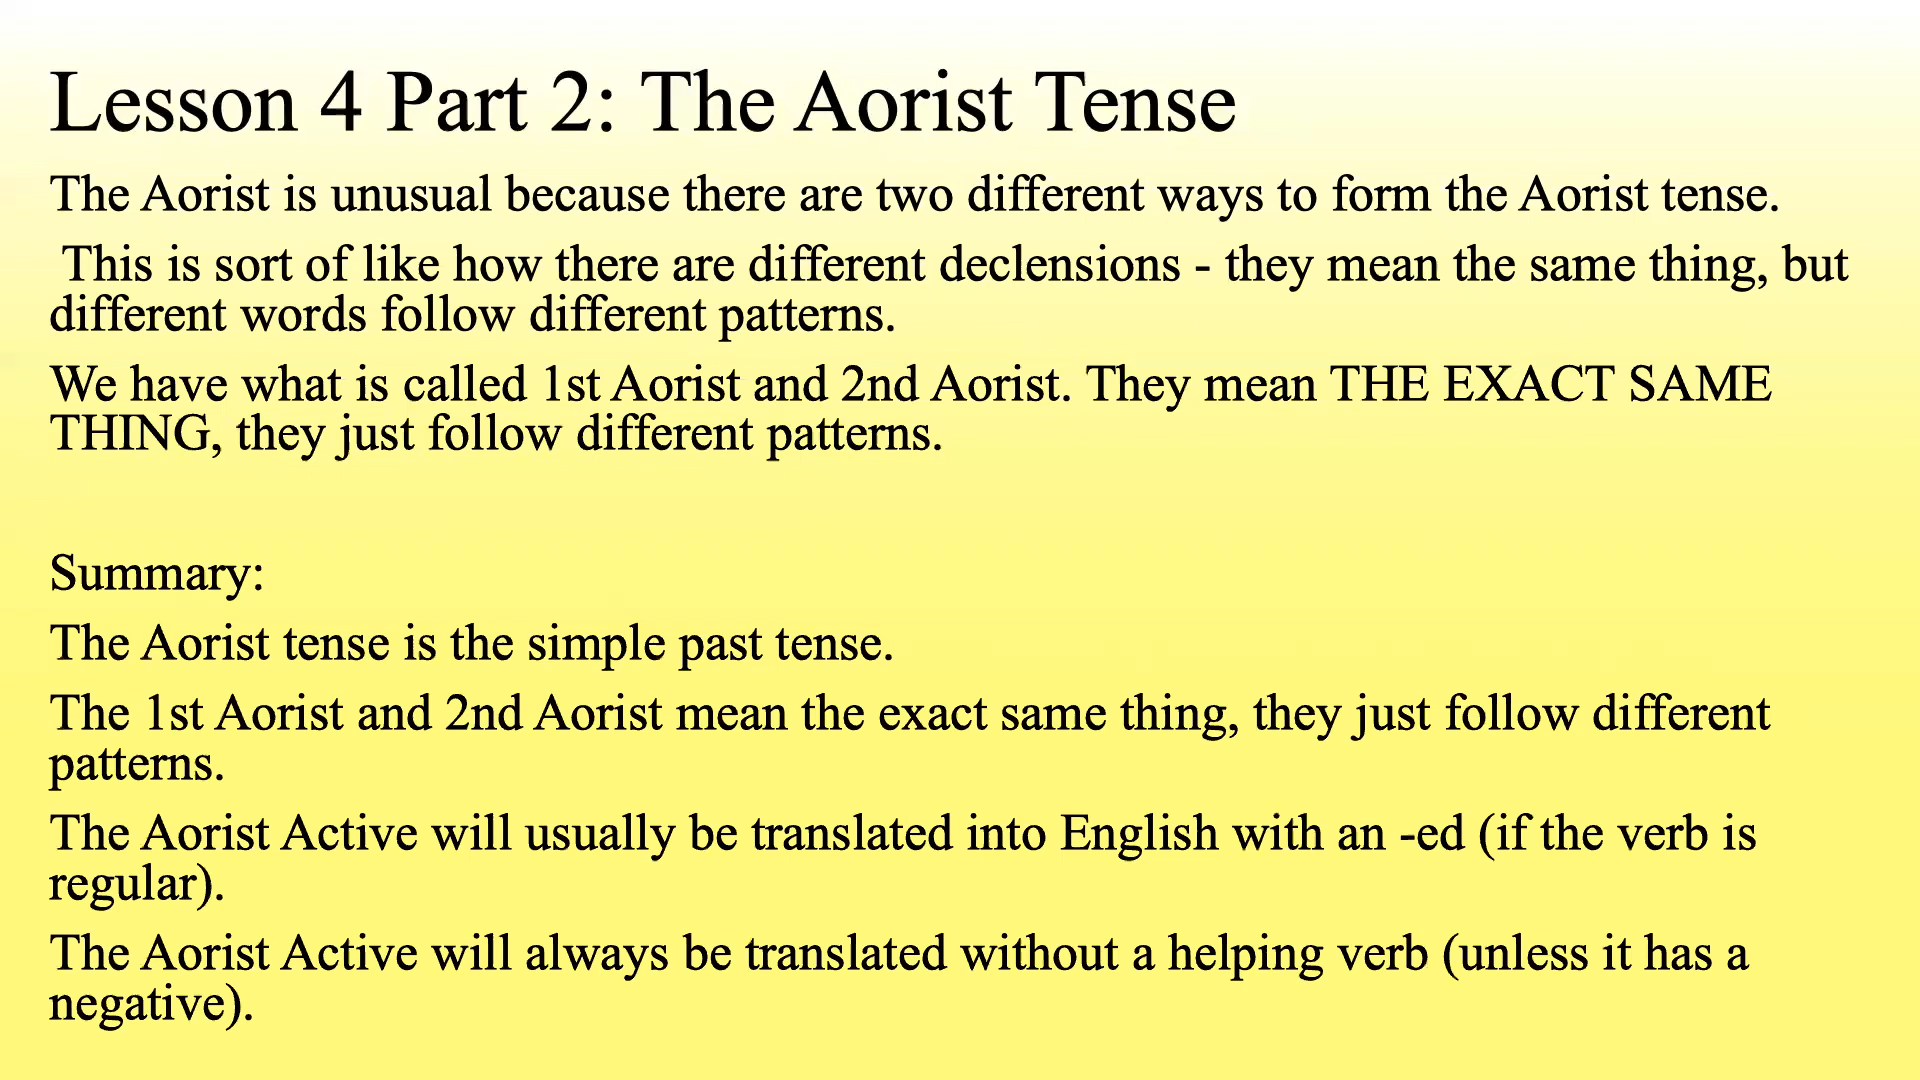 Lesson 4 Part 2: The Aorist Tense
The Aorist is unusual because there are two different ways to form the Aorist tense.
This is sort of like how there are different declensions - they mean the same thing, but
different words follow different patterns.
We have what is called 1st Aorist and 2nd Aorist. They mean THE EXACT SAME
THING, they just follow different patterns.
Summary:
The Aorist tense is the simple past tense.
The 1st Aorist and 2nd Aorist mean the exact same thing, they just follow different
patterns.
The Aorist Active will usually be translated into English with an -ed (if the verb is
regular).
The Aorist Active will always be translated without a helping verb (unless it has a
negative).